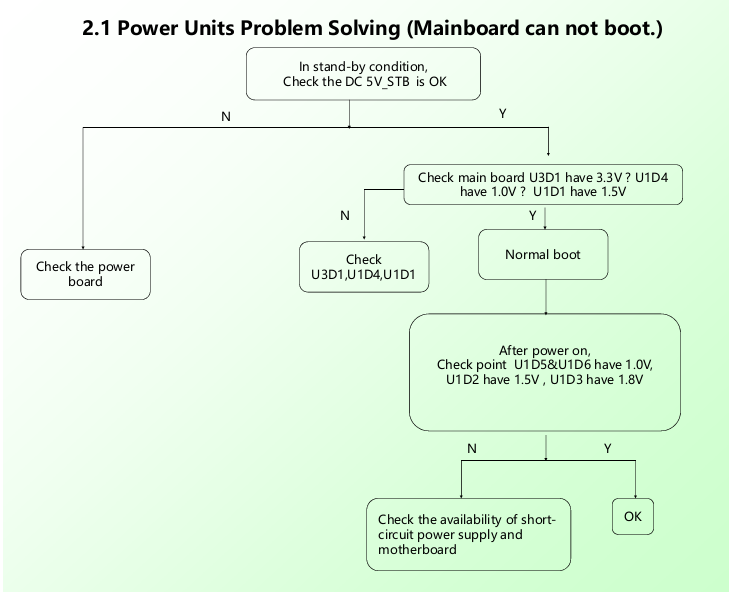 2.1 Power Units Problem Solving (Mainboard can not boot.)
In stand-by condition,
Check the DC 5V_STB is OK
N
Y
Check main board U3D1 have 3.3V ? U1D4
have 1.0V ? U1D1 have 1.5V
N
Y
Check the power
board
Check
U3D1,U1D4,U1D1
Normal boot
After power on,
Check point U1D5&U1D6 have 1.0V,
U1D2 have 1.5V , U1D3 have 1.8V
N
Y
Check the availability of short-
circuit power supply and
motherboard
OK